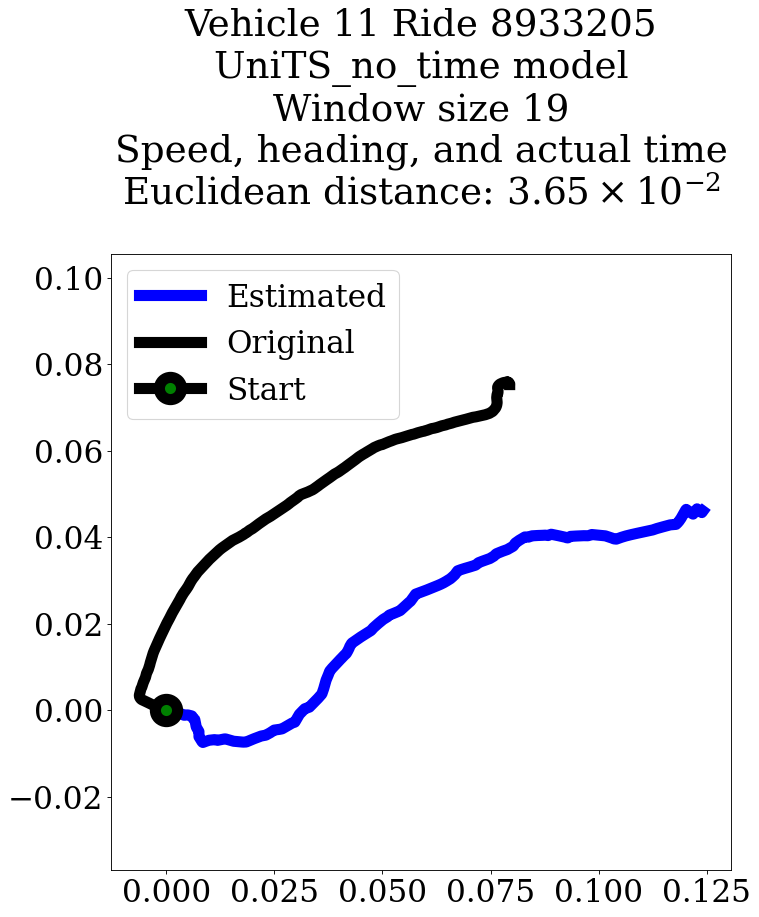 Vehicle 11 Ride 8933205
UniTS_no_time model
Window size 19
Speed, heading, and actual time
Euclidean distance: 3.65 × 10⁻²
Estimated
Original
Start
0.10
0.08
0.06
0.04
0.02
0.00
−0.02
0.000 0.025 0.050 0.075 0.100 0.125